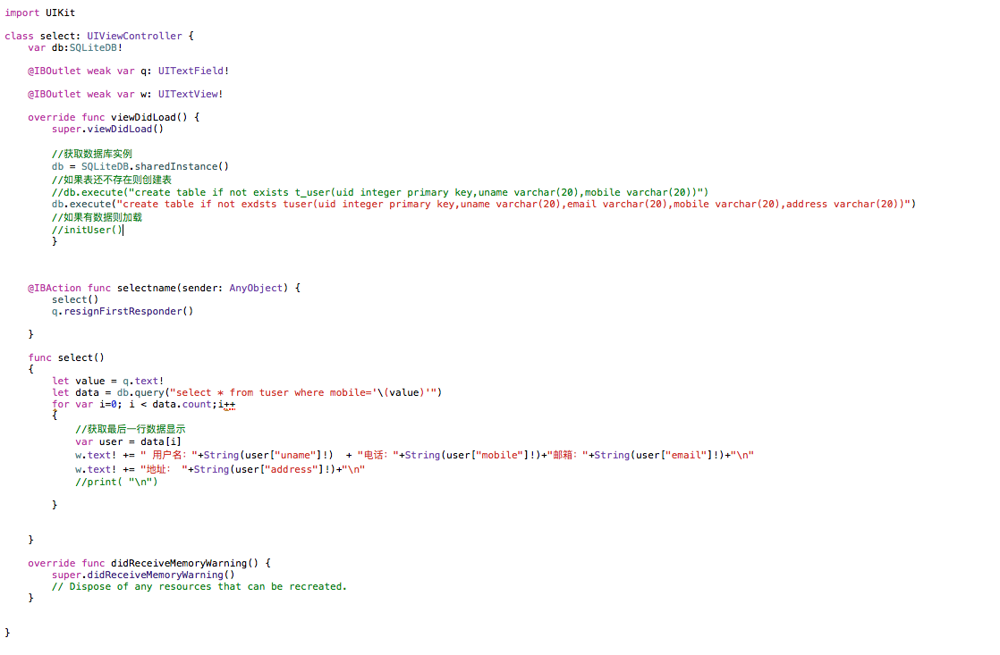 import UIKit
class select: UIViewController {
var db:SQLiteDB!
@IBOutlet weak var q: UITextField!
@IBOutlet weak var w: UITextView!
override func viewDidLoad() {
super.viewDidLoad()
//获取数据库实例
db = SQLiteDB.sharedInstance()
//如果表还不存在则创建表
//db.execute("create table if not exists t_user(uid integer primary key,uname varchar(20),mobile varchar(20))")
db.execute("create table if not exdsts tuser(uid integer primary key,uname varchar(20),email varchar(20),mobile varchar(20),address varchar(20))")
//如果有数据则加载
//initUser()
}
@IBAction func selectname(sender: AnyObject) {
select()
q.resignFirstResponder()
}
func select()
{
let value = q.text!
let data = db.query("select * from tuser where mobile='\(value)'")
for var i=0; i < data.count;i++
{
//获取最后一行数据显示
var user = data[i]
w.text! += " 用户名："+String(user["uname"]!)  + "电话："+String(user["mobile"]!)+"邮箱："+String(user["email"]!)+"\n"
w.text! += "地址： "+String(user["address"]!)+"\n"
//print( "\n")
}
}
override func didReceiveMemoryWarning() {
super.didReceiveMemoryWarning()
// Dispose of any resources that can be recreated.
}
}